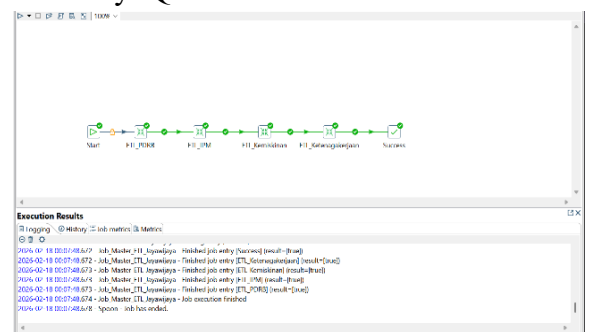 100%
Start ETL_PDRB ETL_IPM ETL_Kemiskinan ETL_Ketenagakerjaan Success
Execution Results
Logging History Job metrics Metrics
2026-02-18 00:07:48.672 - Job_Master_ETL_Jayawijaya - Finished job entry [Success] (result=[true])
2026-02-18 00:07:48.672 - Job_Master_ETL_Jayawijaya - Finished job entry [ETL_Ketenagakerjaan] (result=[true])
2026-02-18 00:07:48.673 - Job_Master_ETL_Jayawijaya - Finished job entry [ETL_Kemiskinan] (result=[true])
2026-02-18 00:07:48.673 - Job_Master_ETL_Jayawijaya - Finished job entry [ETL_IPM] (result=[true])
2026-02-18 00:07:48.673 - Job_Master_ETL_Jayawijaya - Finished job entry [ETL_PDRB] (result=[true])
2026-02-18 00:07:48.674 - Job_Master_ETL_Jayawijaya - Job execution finished
2026-02-18 00:07:48.678 - Spoon - Job has ended.